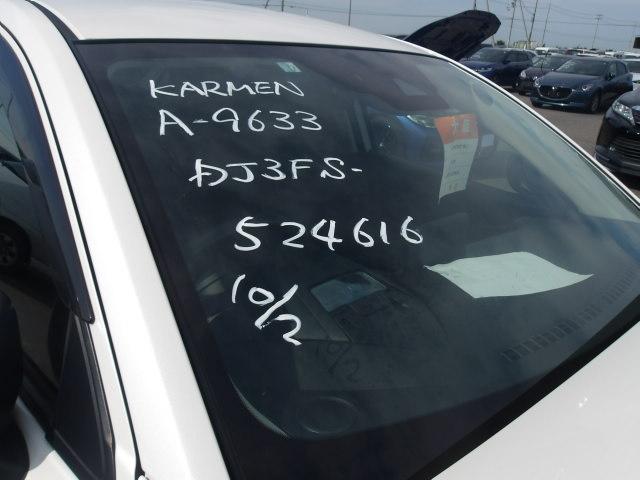 KARMEN
A-9633
DJ3FS-
524616
10/2